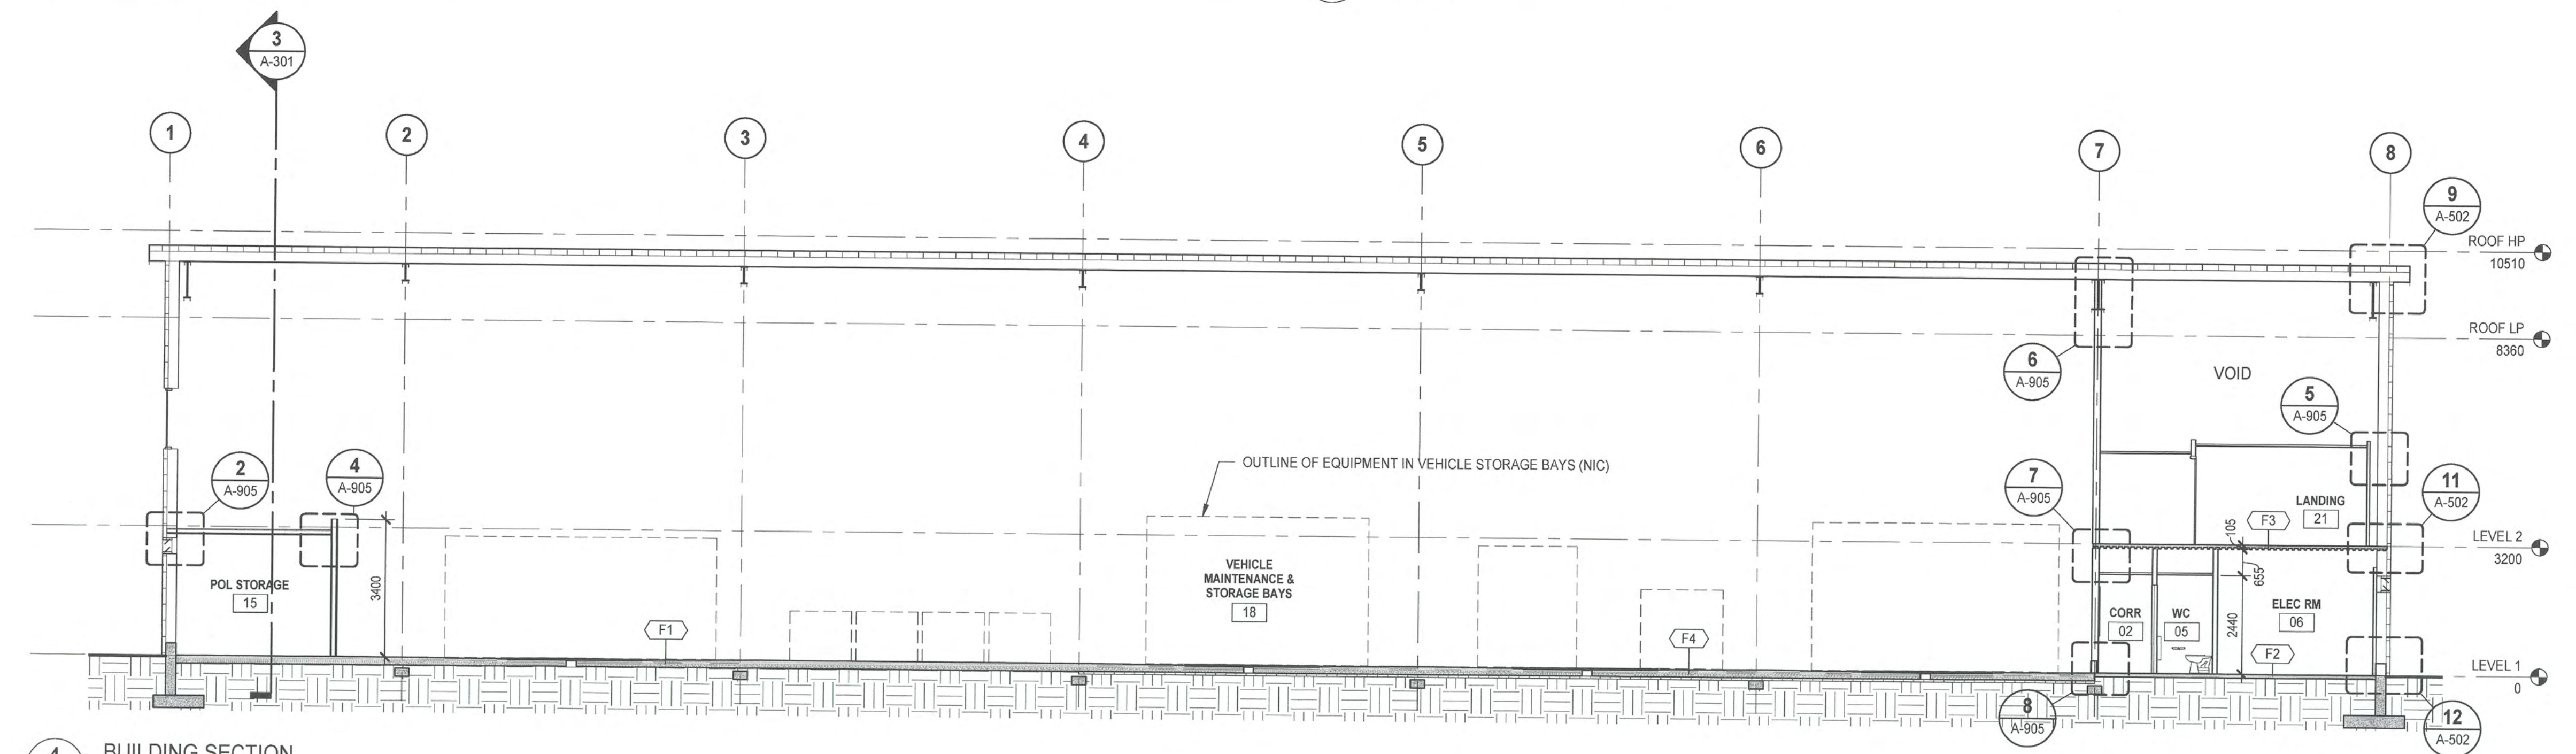 3
A-301
1
2
3
4
5
6
7
8
9
A-502
ROOF HP
10510
ROOF LP
8360
6
A-905
VOID
5
A-905
OUTLINE OF EQUIPMENT IN VEHICLE STORAGE BAYS (NIC)
2
A-905
4
A-905
7
A-905
11
A-502
LANDING
21
F3
105
LEVEL 2
3200
655
POL STORAGE
15
3400
VEHICLE
MAINTENANCE &
STORAGE BAYS
18
F1
F4
CORR
02
WC
05
2440
ELEC RM
06
F2
LEVEL 1
0
8
A-905
12
A-502
4
BUILDING SECTION